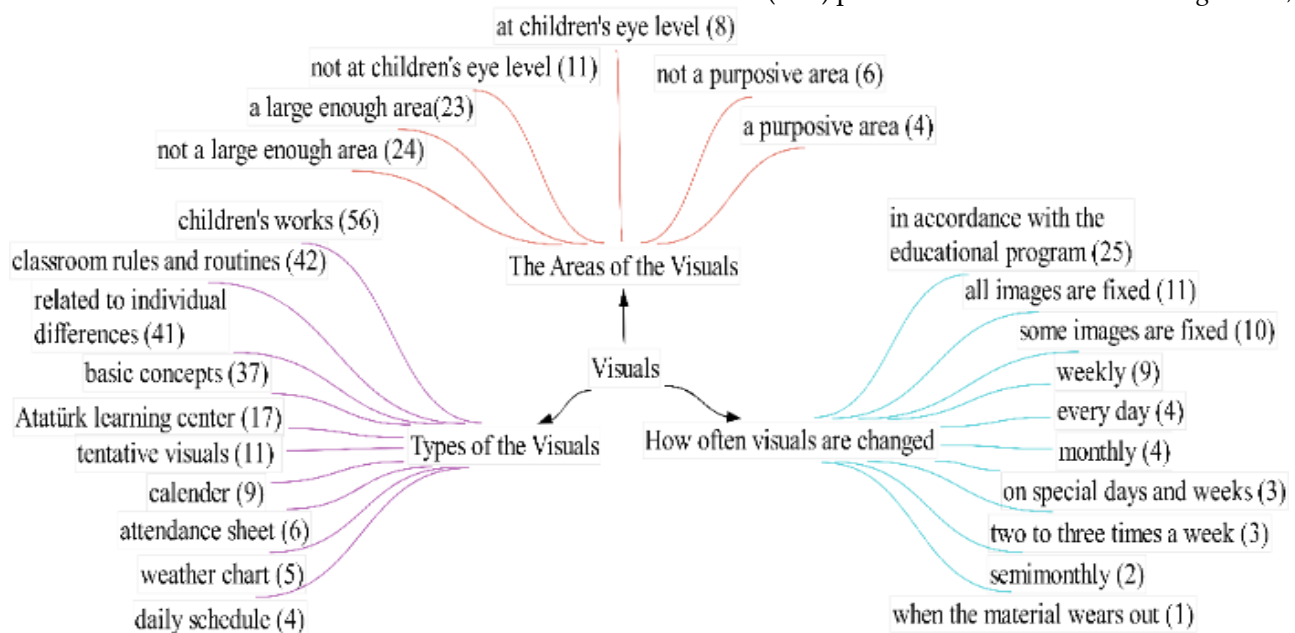 at children's eye level (8)
not at children's eye level (11)
not a purposive area (6)
a large enough area(23)
a purposive area (4)
not a large enough area (24)
The Areas of the Visuals
Visuals
children's works (56)
classroom rules and routines (42)
related to individual
differences (41)
basic concepts (37)
Atatürk learning center (17)
tentative visuals (11)
calender (9)
attendance sheet (6)
weather chart (5)
daily schedule (4)
Types of the Visuals
in accordance with the
educational program (25)
all images are fixed (11)
some images are fixed (10)
weekly (9)
every day (4)
monthly (4)
on special days and weeks (3)
two to three times a week (3)
semimonthly (2)
when the material wears out (1)
How often visuals are changed